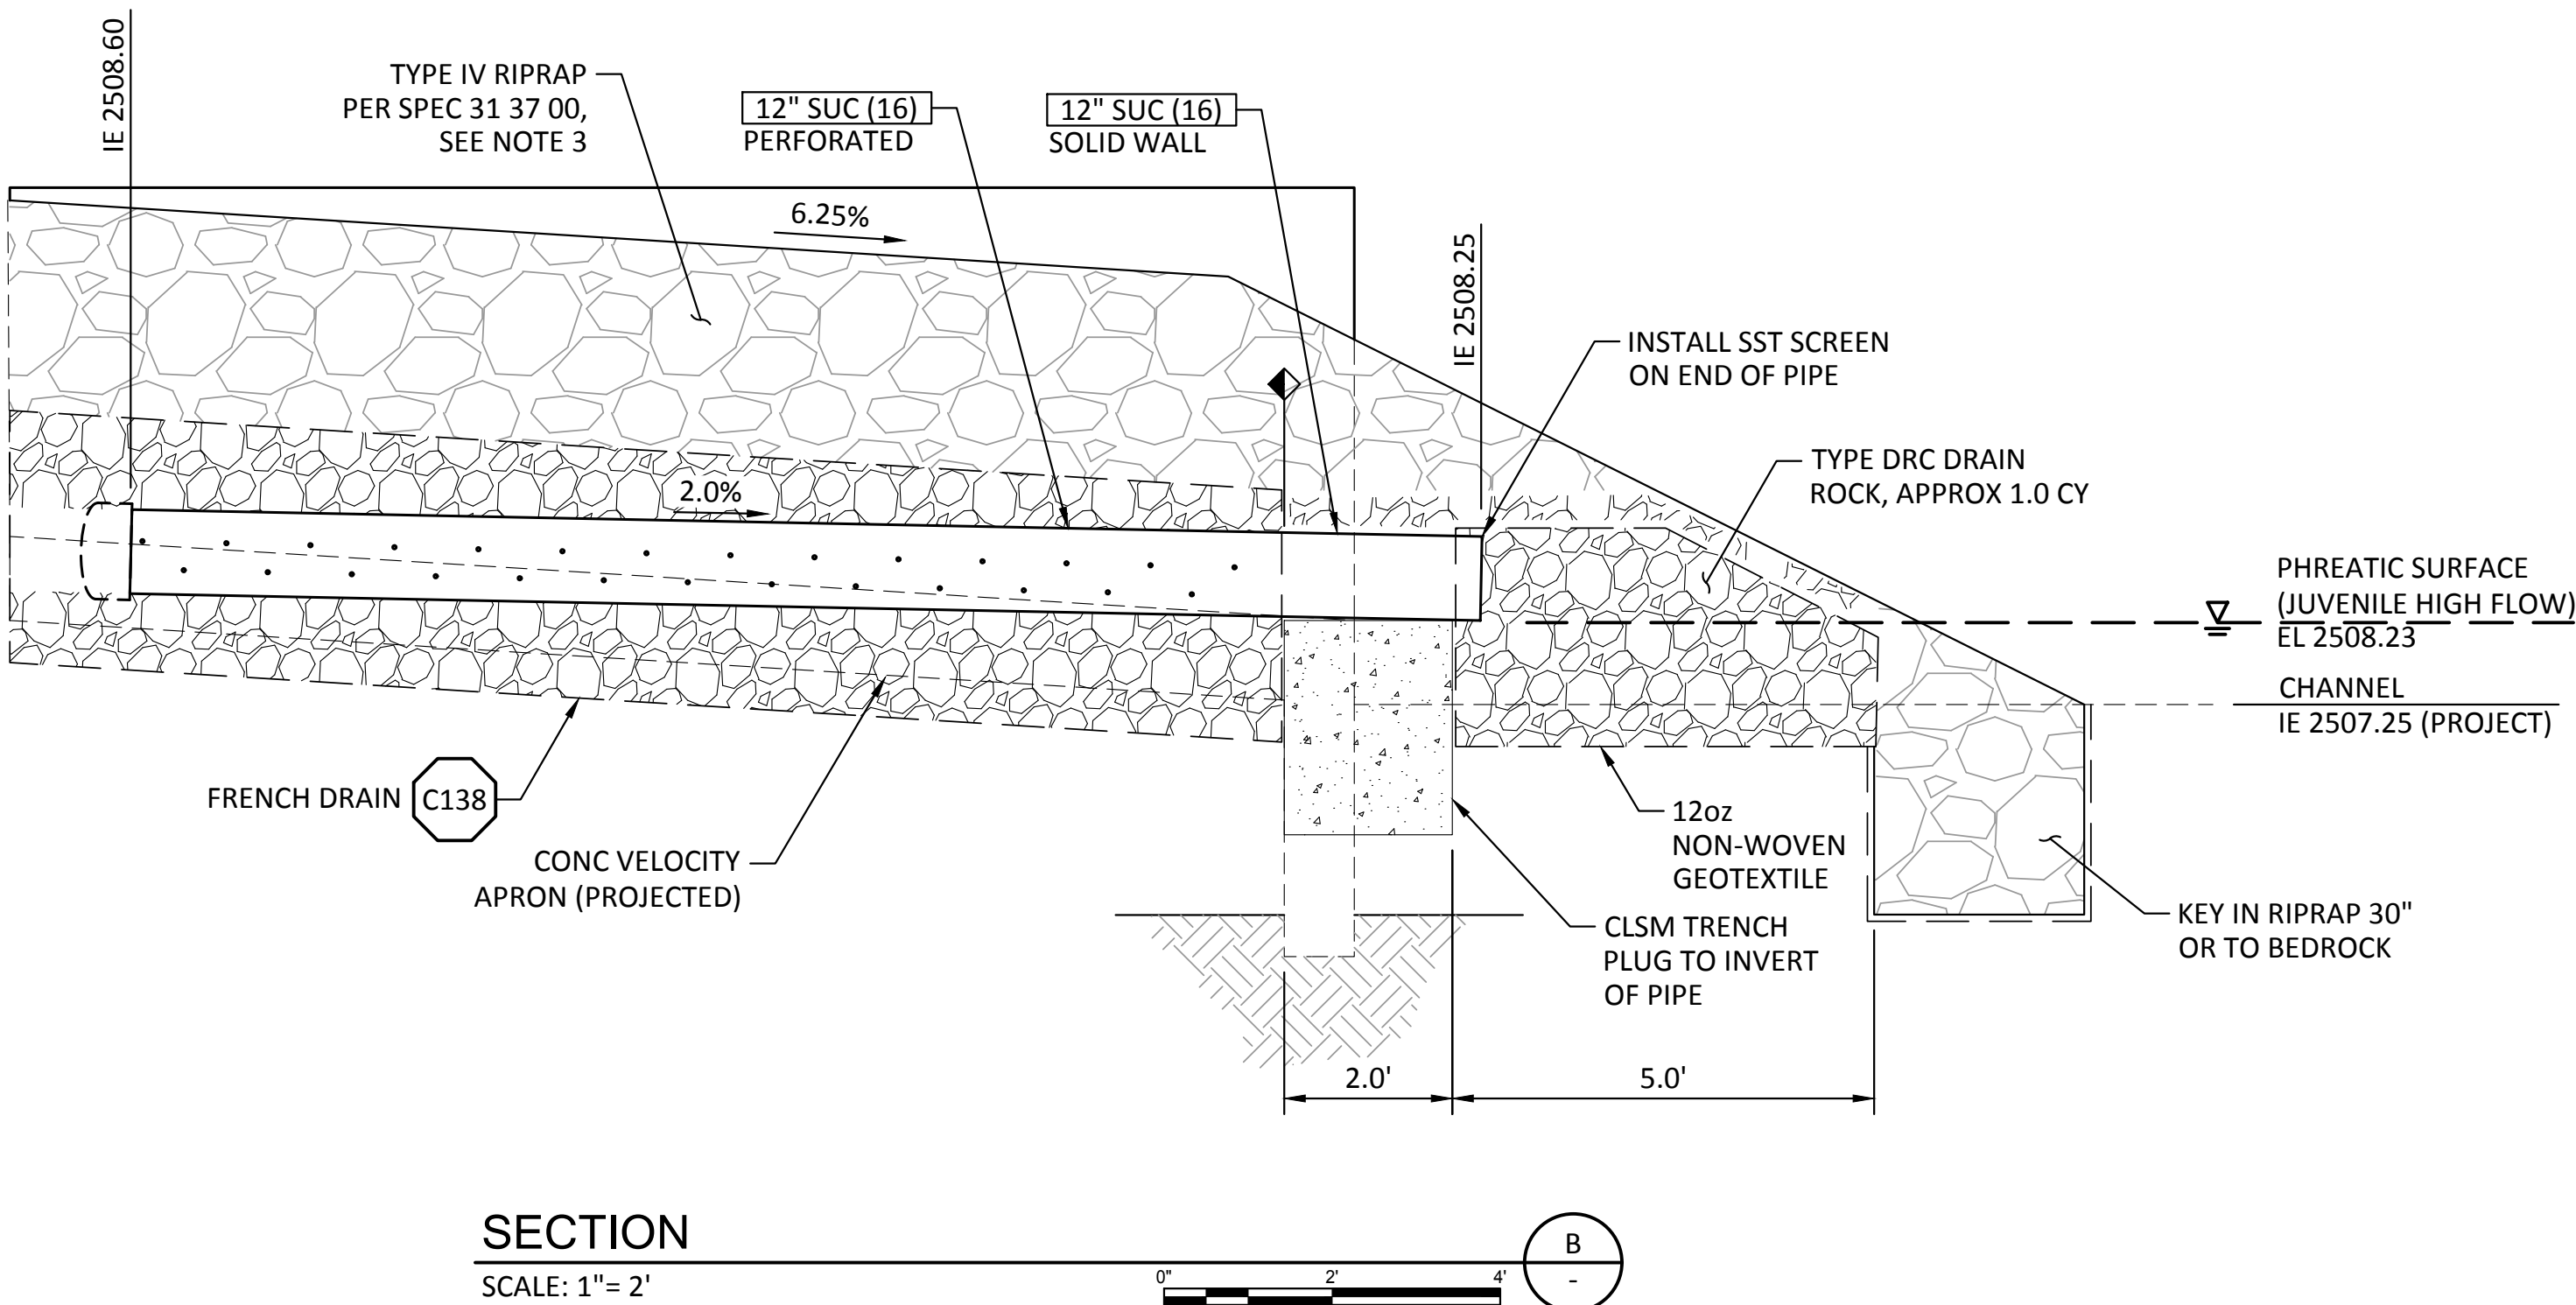 IE 2508.60
TYPE IV RIPRAP
PER SPEC 31 37 00,
SEE NOTE 3
12" SUC (16)
PERFORATED
12" SUC (16)
SOLID WALL
6.25%
IE 2508.25
INSTALL SST SCREEN
ON END OF PIPE
TYPE DRC DRAIN
ROCK, APPROX 1.0 CY
2.0%
PHREATIC SURFACE
(JUVENILE HIGH FLOW)
EL 2508.23
CHANNEL
IE 2507.25 (PROJECT)
FRENCH DRAIN
C138
CONC VELOCITY
APRON (PROJECTED)
12oz
NON-WOVEN
GEOTEXTILE
CLSM TRENCH
PLUG TO INVERT
OF PIPE
KEY IN RIPRAP 30"
OR TO BEDROCK
2.0'
5.0'
SECTION
B
-
SCALE: 1"= 2'
0"
2'
4'